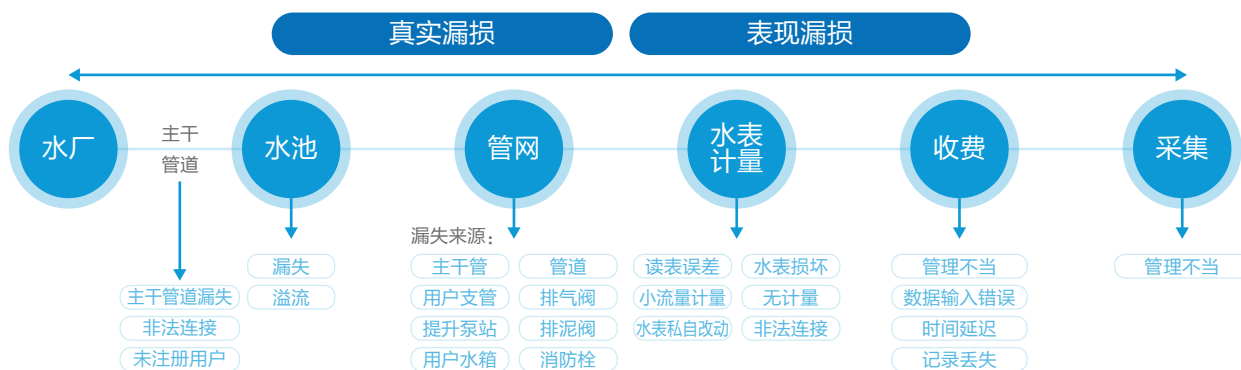 真实漏损
表现漏损
水厂
主干
管道
水池
管网
水表
计量
收费
采集
主干管道漏失
非法连接
未注册用户
漏失
溢流
漏失来源：
主干管
管道
用户支管
排气阀
提升泵站
排泥阀
用户水箱
消防栓
读表误差
水表损坏
小流量计量
无计量
水表私自改动
非法连接
管理不当
数据输入错误
时间延迟
记录丢失
管理不当